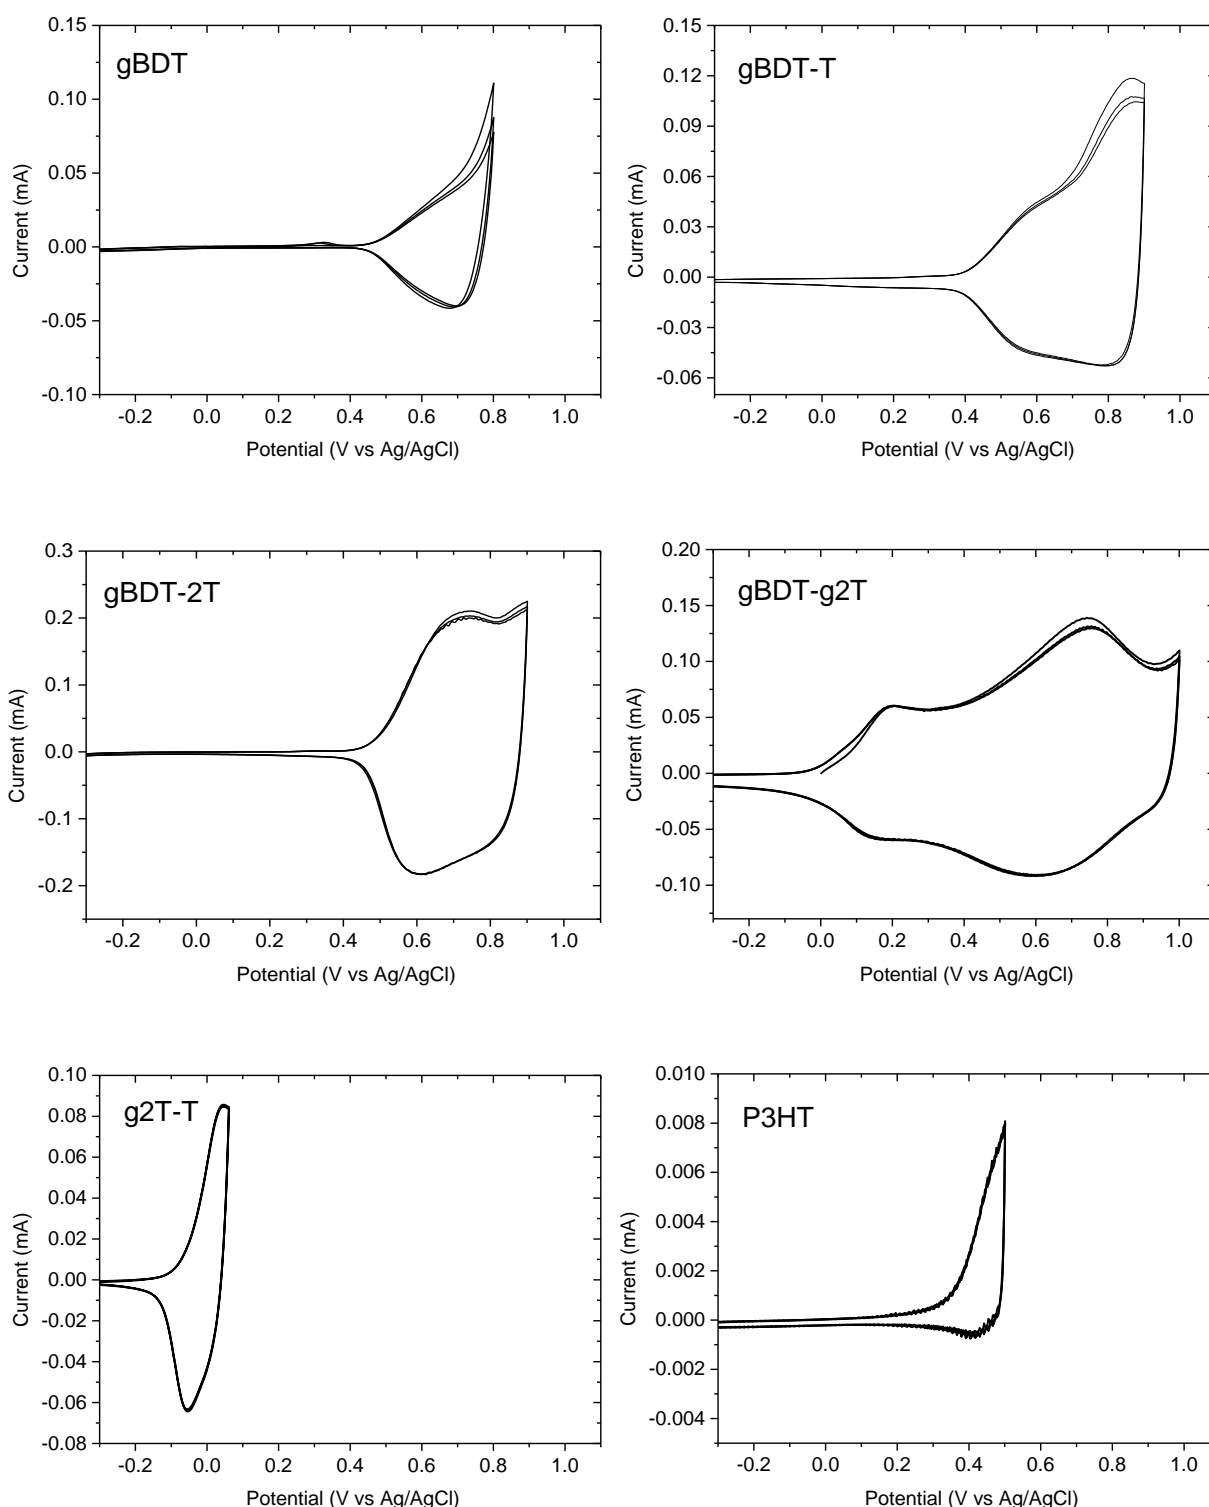 gBDT
0.15
0.10
0.05
0.00
-0.05
-0.10
Current (mA)
-0.2 0.0 0.2 0.4 0.6 0.8 1.0
Potential (V vs Ag/AgCl)
gBDT-T
0.15
0.12
0.09
0.06
0.03
0.00
-0.03
-0.06
Current (mA)
-0.2 0.0 0.2 0.4 0.6 0.8 1.0
Potential (V vs Ag/AgCl)
gBDT-2T
0.3
0.2
0.1
0.0
-0.1
-0.2
Current (mA)
-0.2 0.0 0.2 0.4 0.6 0.8 1.0
Potential (V vs Ag/AgCl)
gBDT-g2T
0.20
0.15
0.10
0.05
0.00
-0.05
-0.10
Current (mA)
-0.2 0.0 0.2 0.4 0.6 0.8 1.0
Potential (V vs Ag/AgCl)
g2T-T
0.10
0.08
0.06
0.04
0.02
0.00
-0.02
-0.04
-0.06
-0.08
Current (mA)
-0.2 0.0 0.2 0.4 0.6 0.8 1.0
Potential (V vs Ag/AgCl)
P3HT
0.010
0.008
0.006
0.004
0.002
0.000
-0.002
-0.004
Current (mA)
-0.2 0.0 0.2 0.4 0.6 0.8 1.0
Potential (V vs Ag/AgCl)